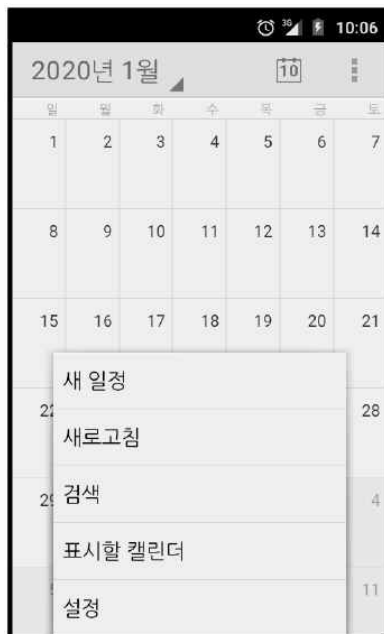 3G 10:06
2020년 1월 10
일 월 화 수 목 금 토
1 2 3 4 5 6 7
8 9 10 11 12 13 14
15 16 17 18 19 20 21
새 일정
22 28
새로고침
29 검색 4
표시할 캘린더
11
설정